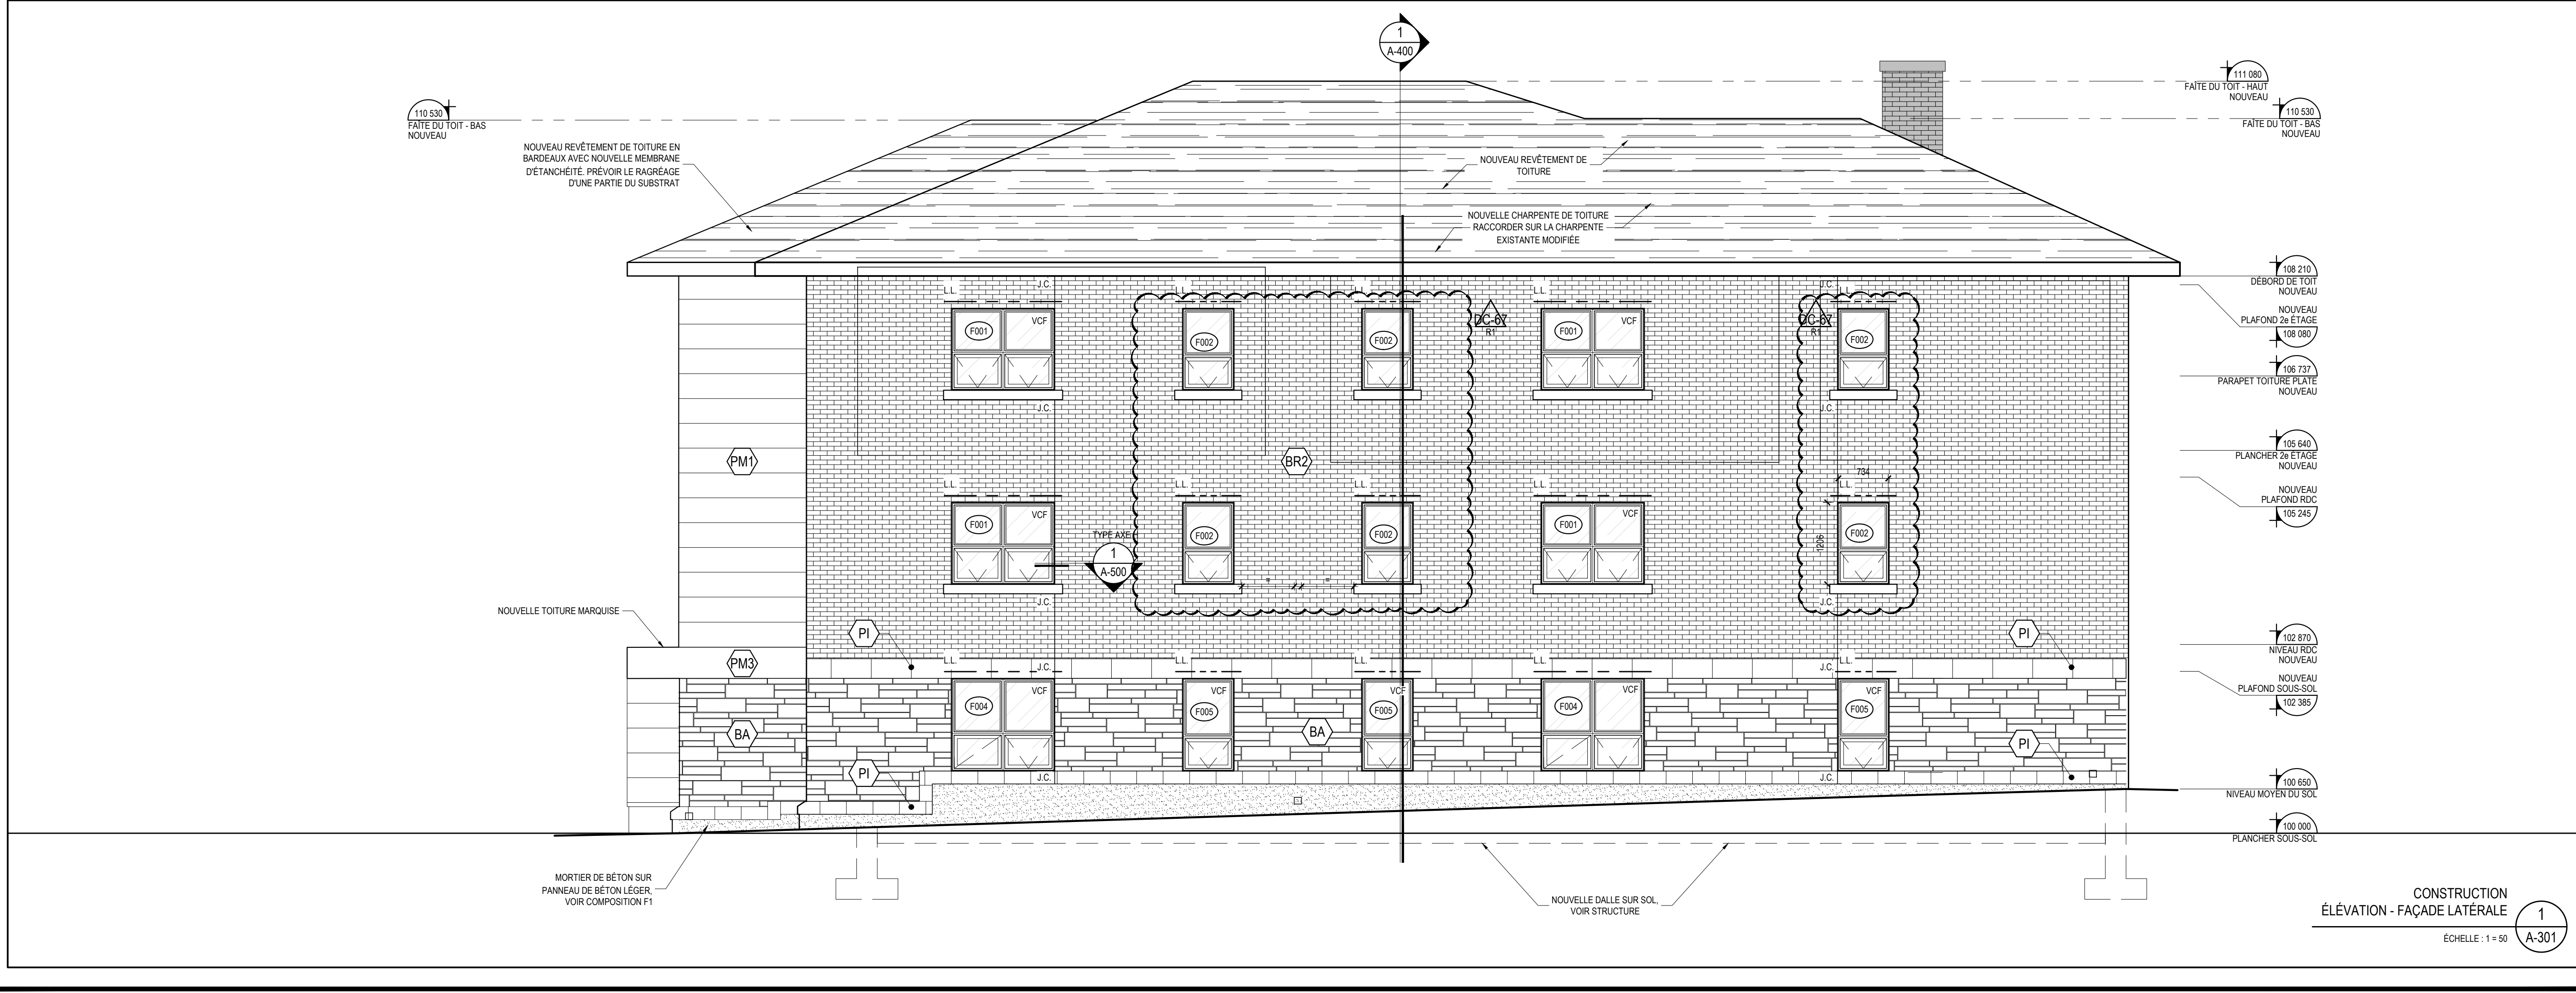 1
A-400
111 080
FAÎTE DU TOIT - HAUT
NOUVEAU
110 530
FAÎTE DU TOIT - BAS
NOUVEAU
110 530
FAÎTE DU TOIT - BAS
NOUVEAU
NOUVEAU REVÊTEMENT DE TOITURE EN
BARDEAUX AVEC NOUVELLE MEMBRANE
D'ÉTANCHÉITÉ. PRÉVOIR LE RAGRÉAGE
D'UNE PARTIE DU SUBSTRAT
NOUVEAU REVÊTEMENT DE
TOITURE
NOUVELLE CHARPENTE DE TOITURE
RACCORDER SUR LA CHARPENTE
EXISTANTE MODIFIÉE
108 210
DÉBORD DE TOIT
NOUVEAU
NOUVEAU
PLAFOND 2e ÉTAGE
108 080
106 737
PARAPET TOITURE PLATE
NOUVEAU
105 640
PLANCHER 2e ÉTAGE
NOUVEAU
NOUVEAU
PLAFOND RDC
105 245
102 870
NIVEAU RDC
NOUVEAU
NOUVEAU
PLAFOND SOUS-SOL
102 385
100 650
NIVEAU MOYEN DU SOL
100 000
PLANCHER SOUS-SOL
L.L.
J.C.
L.L.
L.L.
L.L.
J.C.
L.L.
F001
VCF
F002
F002
DC-67
R1
F001
VCF
DC-67
R1
F002
J.C.
J.C.
PM1
BR2
734
L.L.
L.L.
L.L.
L.L.
L.L.
F001
VCF
F002
F002
F001
VCF
F002
1206
TYPE AXE
1
A-500
=
=
J.C.
J.C.
NOUVELLE TOITURE MARQUISE
PI
PI
PM3
L.L.
J.C.
L.L.
L.L.
L.L.
J.C.
L.L.
F004
VCF
F005
VCF
F005
VCF
F004
VCF
F005
VCF
BA
BA
PI
PI
J.C.
J.C.
MORTIER DE BÉTON SUR
PANNEAU DE BÉTON LÉGER,
VOIR COMPOSITION F1
NOUVELLE DALLE SUR SOL,
VOIR STRUCTURE
CONSTRUCTION
ÉLÉVATION - FAÇADE LATÉRALE
ÉCHELLE : 1 = 50
1
A-301